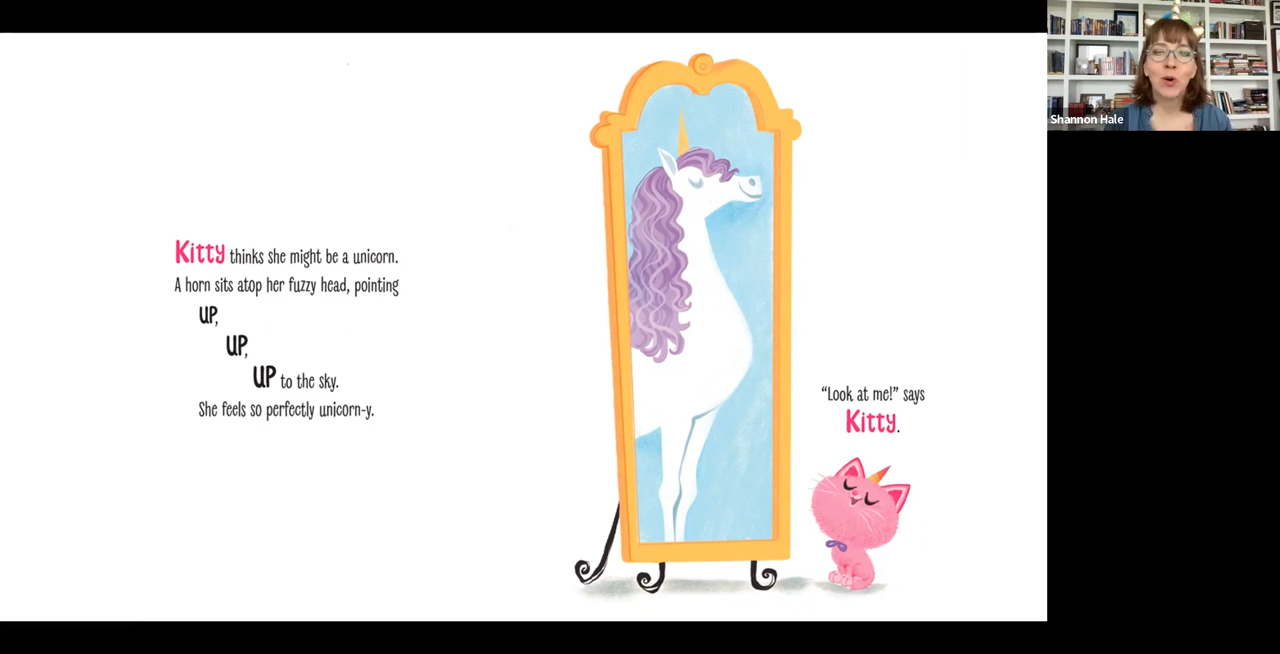 Kitty thinks she might be a unicorn.
A horn sits atop her fuzzy head, pointing
UP,
UP,
UP to the sky.
She feels so perfectly unicorn-y.
“Look at me!” says
Kitty.
Shannon Hale